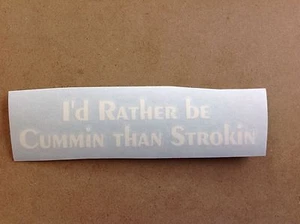 I'd Rather be
Cummin than Strokin